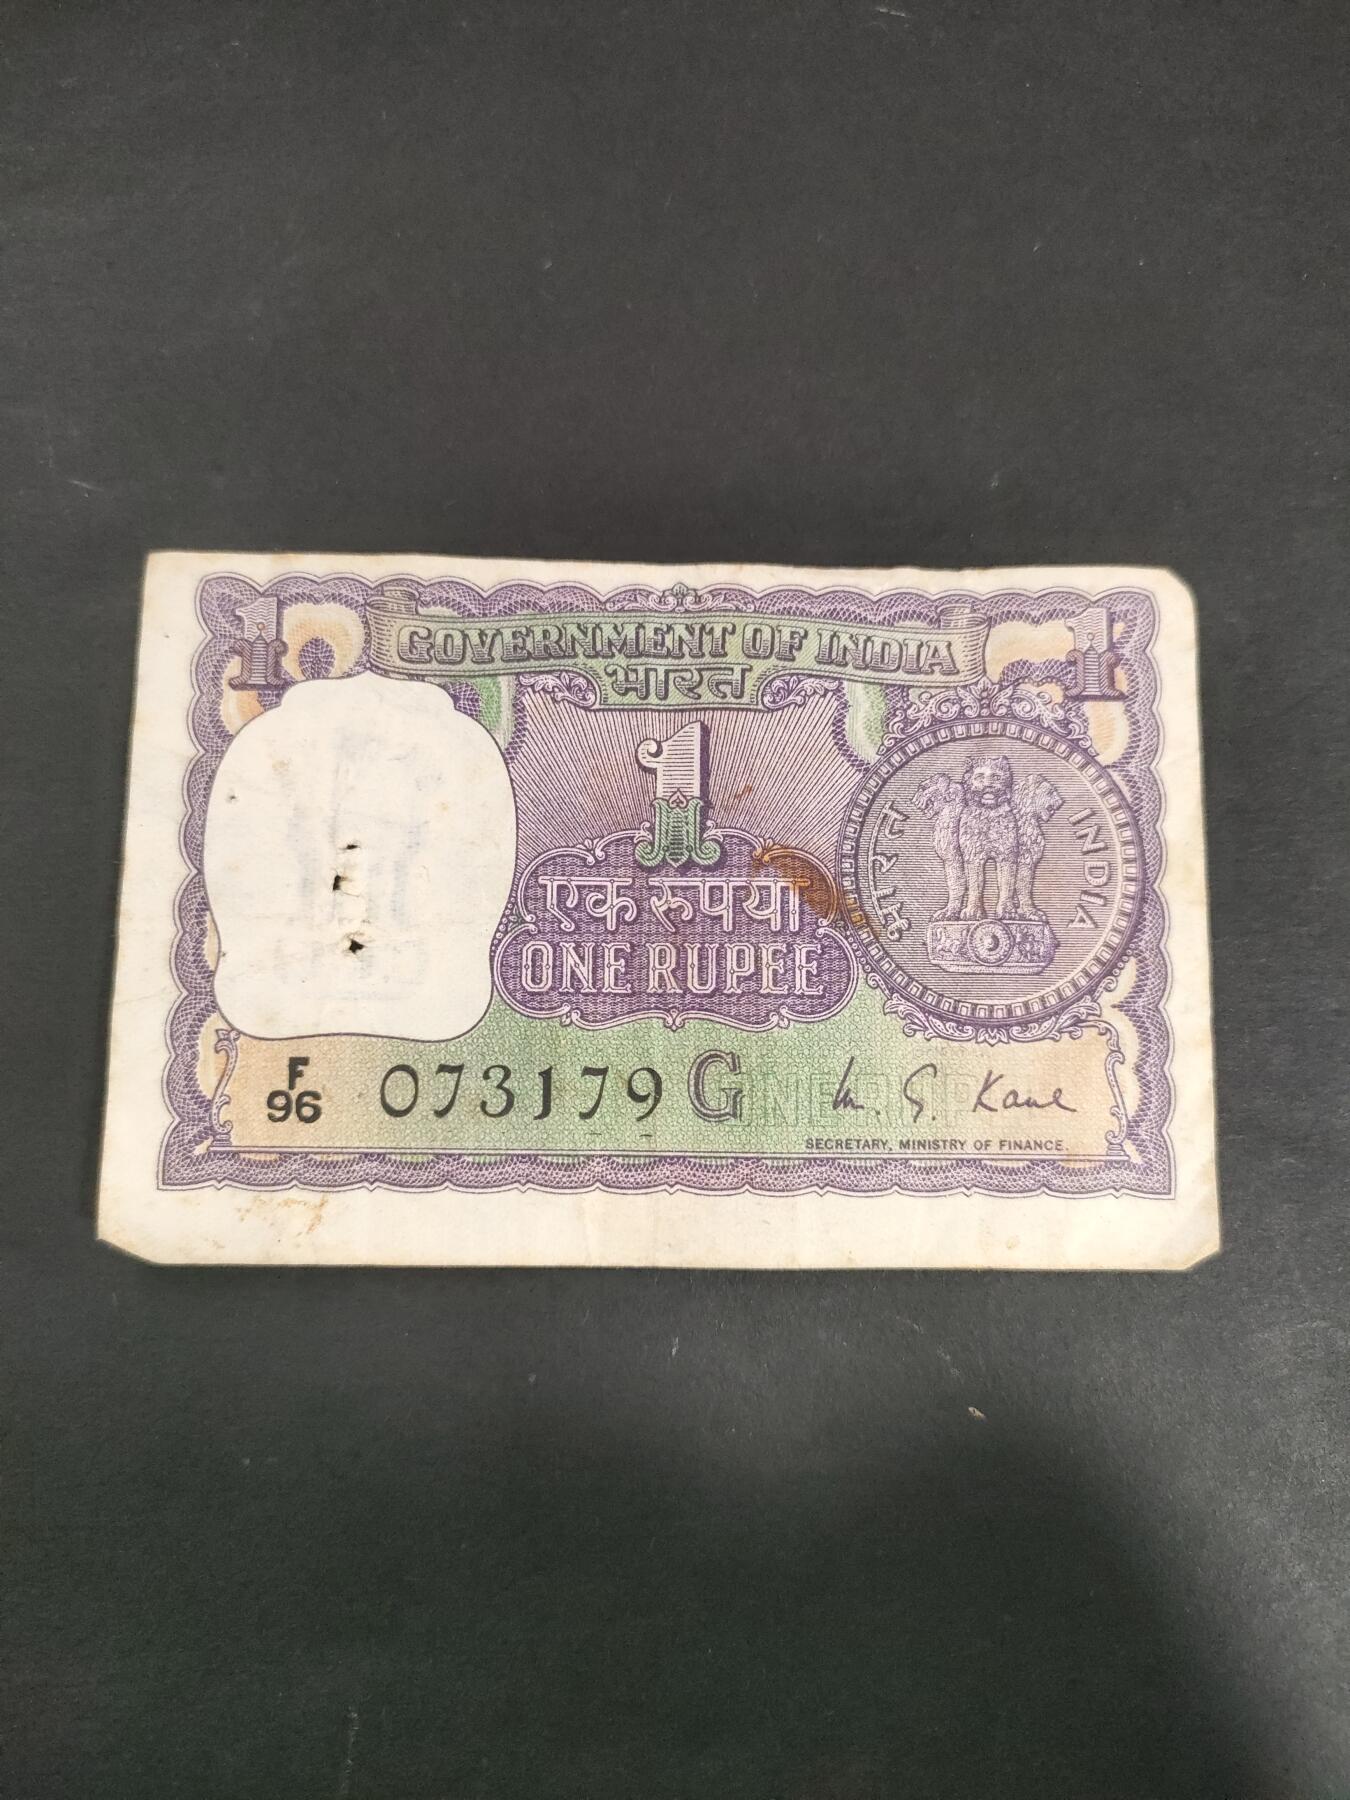 1 1
GOVERNMENT OF INDIA
भारत
1
एक रुपया
ONE RUPEE
भारत INDIA
F
96 073179 G
M. G. Kaul
SECRETARY, MINISTRY OF FINANCE.